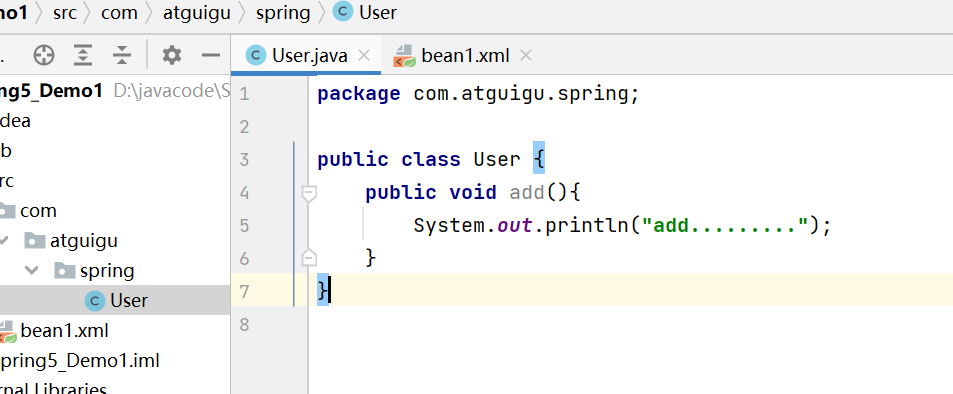 no1 〉 src 〉 com 〉 atguigu 〉 spring 〉 C User
User.java
bean1.xml
ng5_Demo1 D:\javacode\S
dea
b
rc
com
atguigu
spring
C User
bean1.xml
pring5_Demo1.iml
rnal Libraries
1 package com.atguigu.spring;
2
3 public class User {
4 public void add(){
5 System.out.println("add.........");
6 }
7 }
8